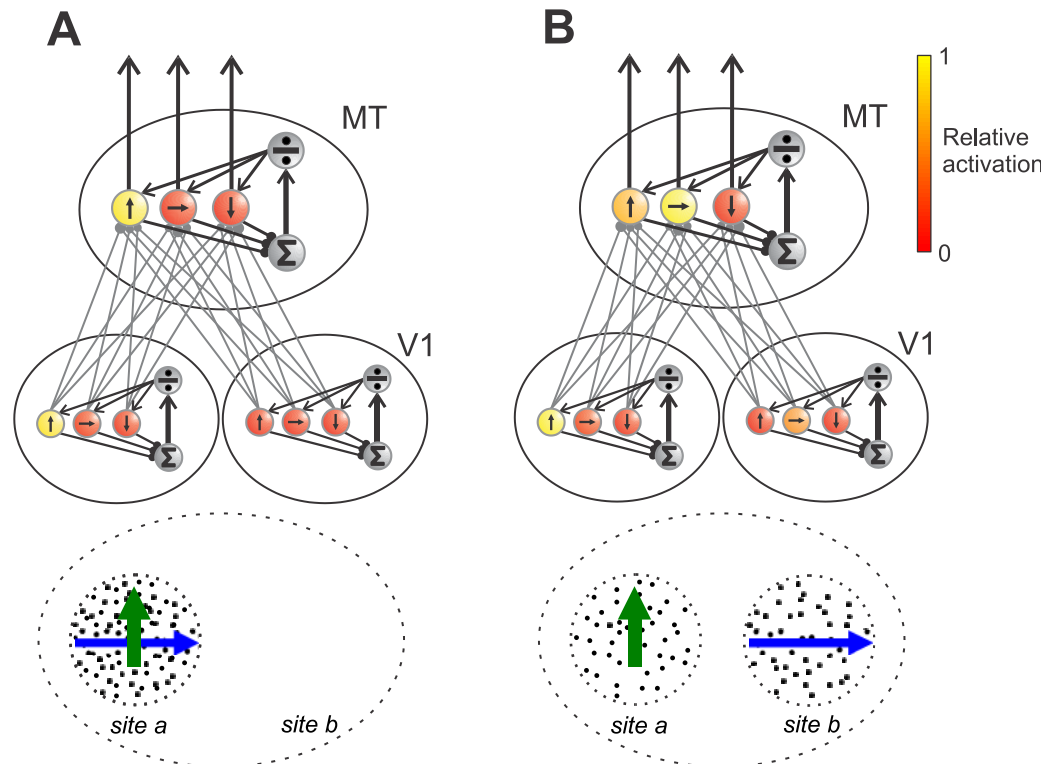 A
B
MT
÷
Σ
V1
÷
Σ
÷
Σ
site a
site b
MT
÷
Σ
V1
÷
Σ
÷
Σ
site a
site b
1
Relative
activation
0